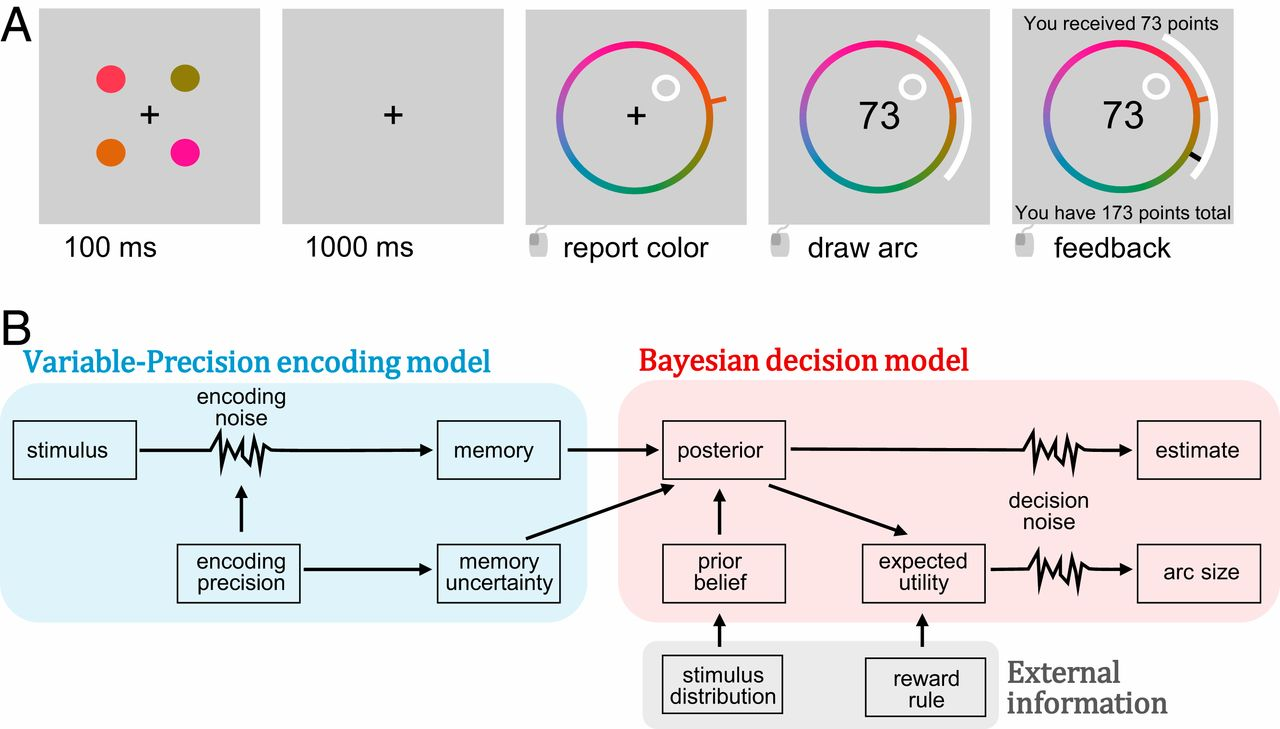 A
+
100 ms
+
1000 ms
+
report color
73
draw arc
You received 73 points
73
You have 173 points total
feedback
B
Variable-Precision encoding model
encoding
noise
stimulus
memory
encoding
precision
memory
uncertainty
Bayesian decision model
posterior
estimate
decision
noise
prior
belief
expected
utility
arc size
stimulus
distribution
reward
rule
External
information